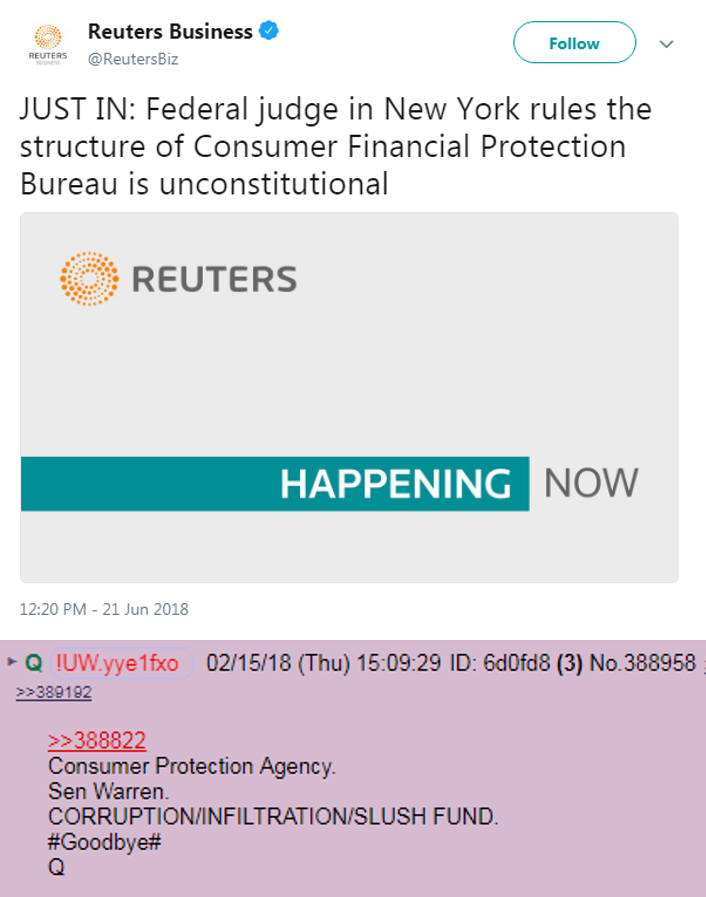 Reuters Business
Follow
REUTERS
BUSINESS
@ReutersBiz
JUST IN: Federal judge in New York rules the
structure of Consumer Financial Protection
Bureau is unconstitutional
REUTERS
HAPPENING NOW
12:20 PM - 21 Jun 2018
Q !UW.yye1fxo 02/15/18 (Thu) 15:09:29 ID: 6d0fd8 (3) No.388958
>>389192
>>388822
Consumer Protection Agency.
Sen Warren.
CORRUPTION/INFILTRATION/SLUSH FUND.
#Goodbye#
Q